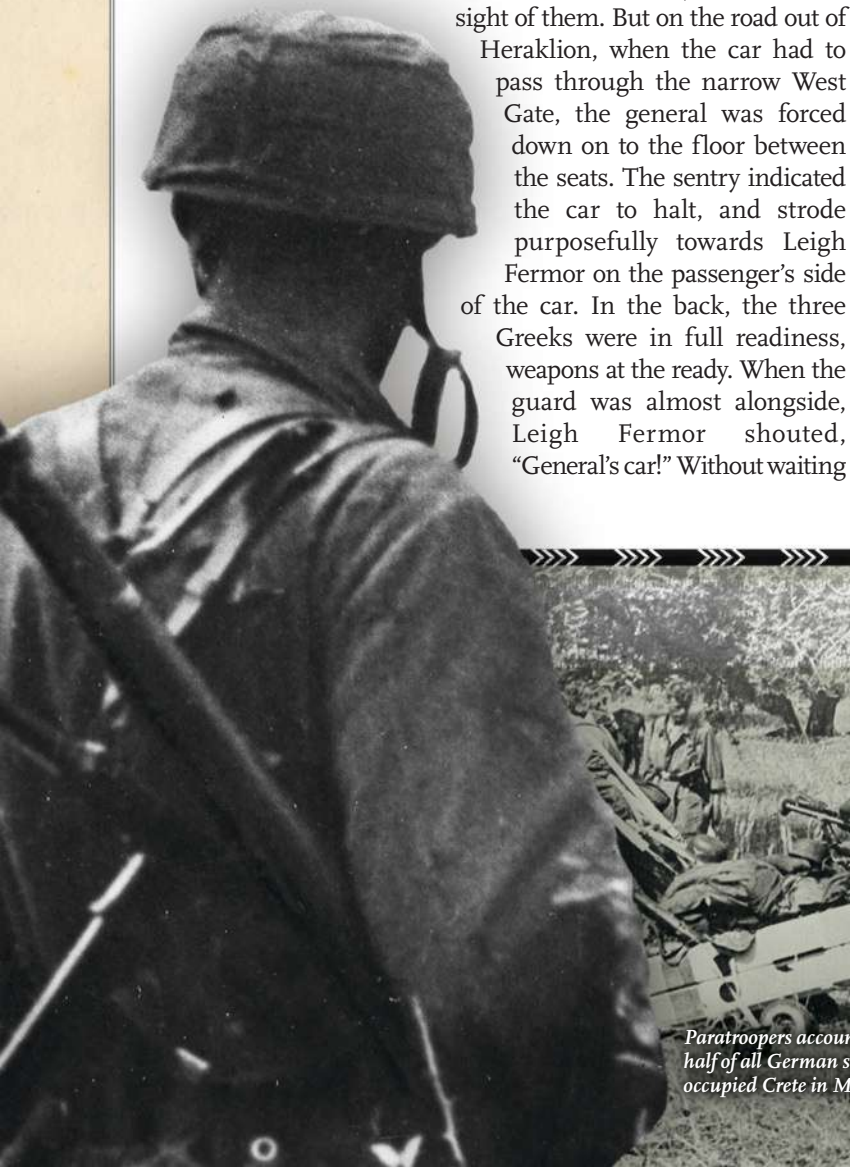 sight of them. But on the road out of
Heraklion, when the car had to
pass through the narrow West
Gate, the general was forced
down on to the floor between
the seats. The sentry indicated
the car to halt, and strode
purposefully towards Leigh
Fermor on the passenger’s side
of the car. In the back, the three
Greeks were in full readiness,
weapons at the ready. When the
guard was almost alongside,
Leigh Fermor shouted,
“General’s car!” Without waiting
Paratroopers
half of all German
occupied Crete in